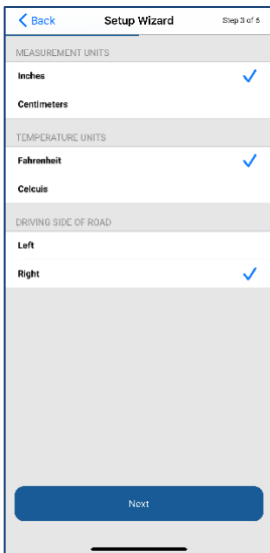 Back Setup Wizard Step 3 of 6
MEASUREMENT UNITS
Inches
Centimeters
TEMPERATURE UNITS
Fahrenheit
Celcuis
DRIVING SIDE OF ROAD
Left
Right
Next